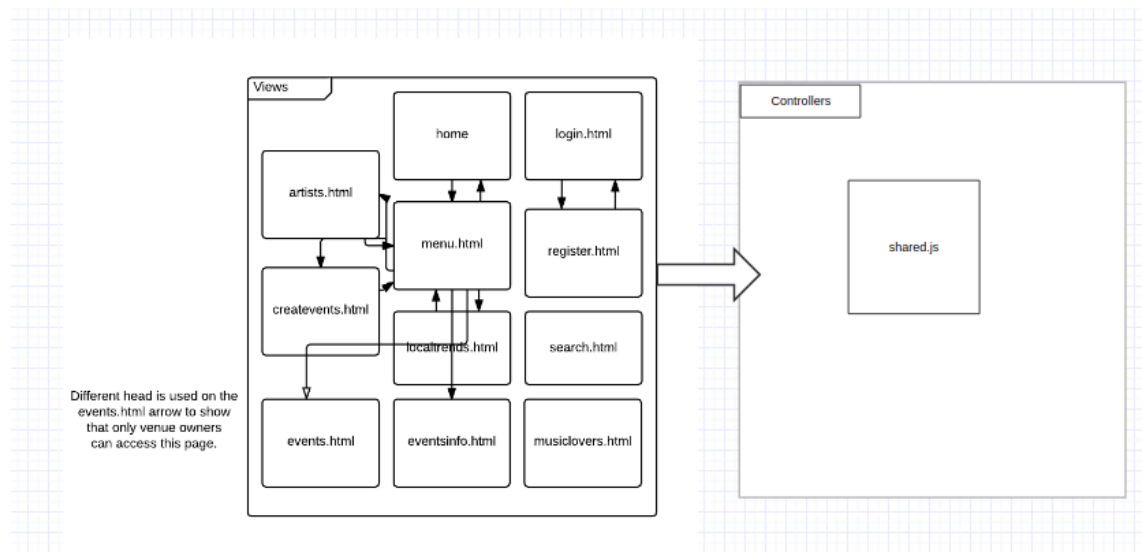 Views
home
login.html
artists.html
menu.html
register.html
createvents.html
localtrends.html
search.html
Different head is used on the
events.html arrow to show
that only venue owners
can access this page.
events.html
eventsinfo.html
musiclovers.html
Controllers
shared.js